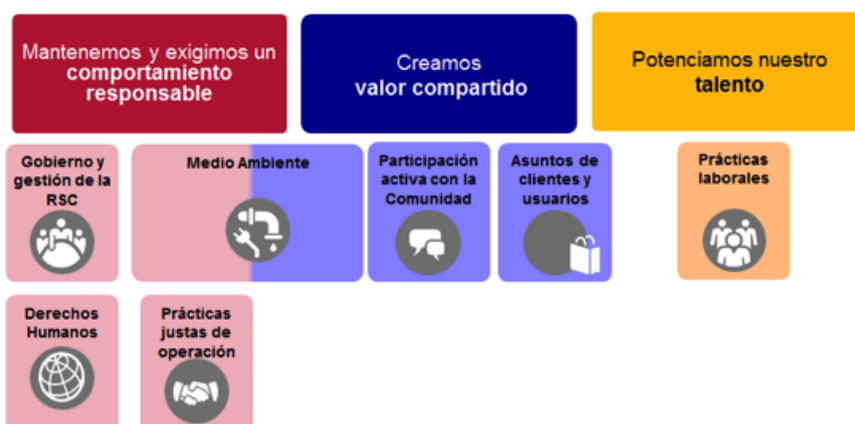 Mantenemos y exigimos un
comportamiento
responsable
Creamos
valor compartido
Potenciamos nuestro
talento
Gobierno y
gestión de la
RSC
Medio Ambiente
Participación
activa con la
Comunidad
Asuntos de
clientes y
usuarios
Prácticas
laborales
Derechos
Humanos
Prácticas
justas de
operación